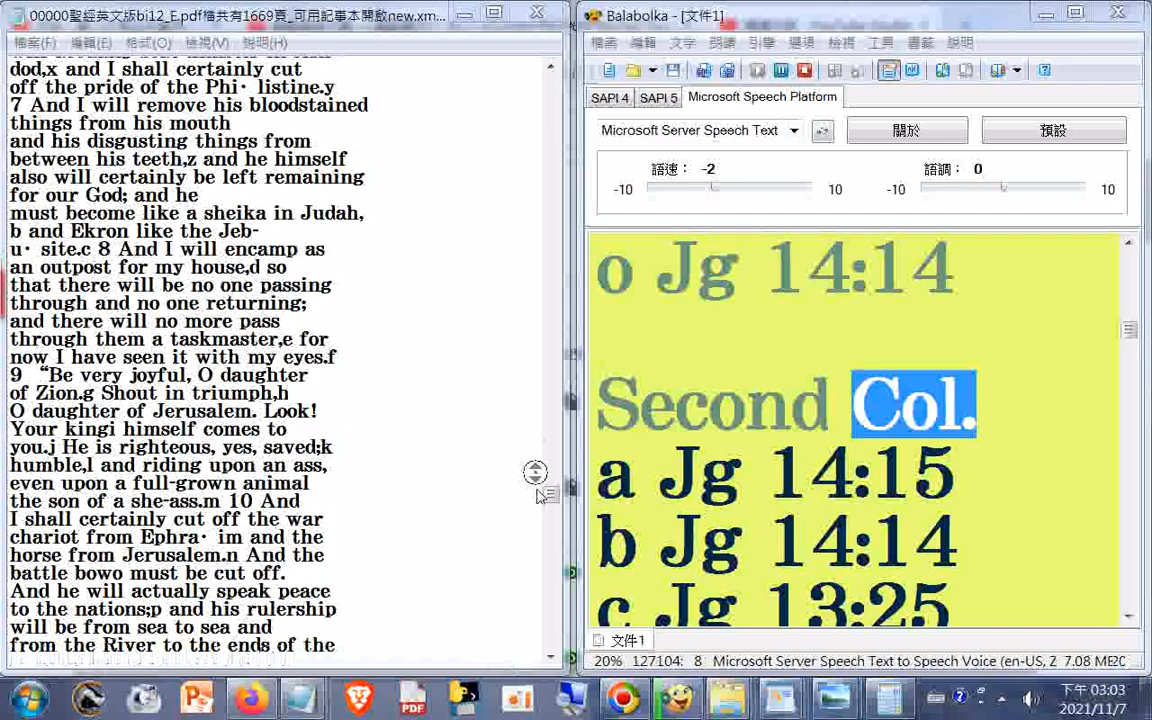 00000聖經英文版bi12_E.pdf檔共有1669頁_可用記事本開啟new.xm...
檔案(F) 編輯(E) 格式(O) 檢視(V) 說明(H)
dod,x and I shall certainly cut
off the pride of the Phi· listine.y
7 And I will remove his bloodstained
things from his mouth
and his disgusting things from
between his teeth,z and he himself
also will certainly be left remaining
for our God; and he
must become like a sheika in Judah,
b and Ekron like the Jeb-
u· site.c 8 And I will encamp as
an outpost for my house,d so
that there will be no one passing
through and no one returning;
and there will no more pass
through them a taskmaster,e for
now I have seen it with my eyes.f
9 “Be very joyful, O daughter
of Zion.g Shout in triumph,h
O daughter of Jerusalem. Look!
Your kingi himself comes to
you.j He is righteous, yes, saved;k
humble,l and riding upon an ass,
even upon a full-grown animal
the son of a she-ass.m 10 And
I shall certainly cut off the war
chariot from Ephra· im and the
horse from Jerusalem.n And the
battle bowo must be cut off.
And he will actually speak peace
to the nations;p and his rulership
will be from sea to sea and
from the River to the ends of the
Balabolka - [文件1]
檔案 編輯 文字 朗讀 引擎 選項 檢視 工具 書籤 說明
SAPI 4 SAPI 5 Microsoft Speech Platform
Microsoft Server Speech Text 關於 預設
語速： -2 語調： 0
-10 10 -10 10
o Jg 14:14
Second Col.
a Jg 14:15
b Jg 14:14
c Jg 13:25
文件1
20% 127104: 8 Microsoft Server Speech Text to Speech Voice (en-US, Z 7.08 ME20
PDF
下午 03:03
2021/11/7